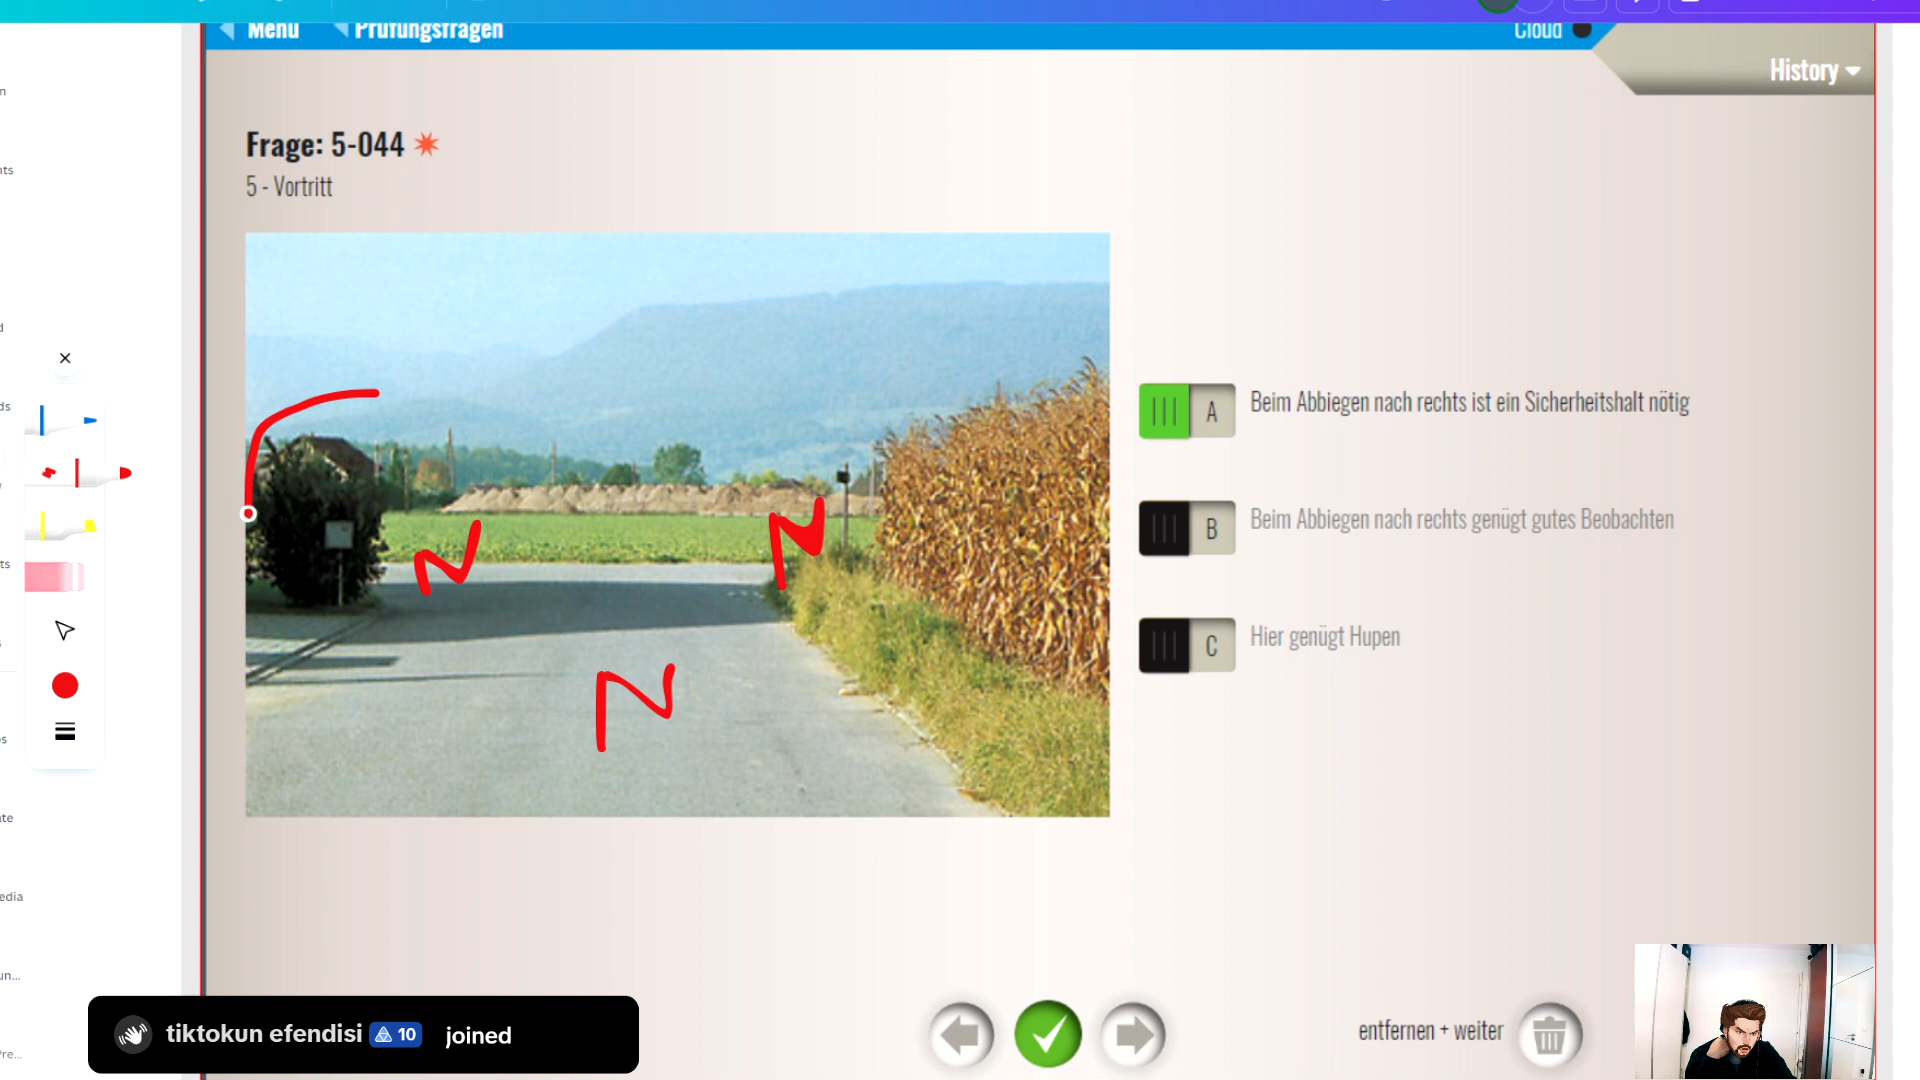 Menü
Prüfungsfragen
Cloud
History
Frage: 5-044
5 - Vortritt
N
N
N
A
Beim Abbiegen nach rechts ist ein Sicherheitshalt nötig
B
Beim Abbiegen nach rechts genügt gutes Beobachten
C
Hier genügt Hupen
entfernen + weiter
tiktokun efendisi 10 joined